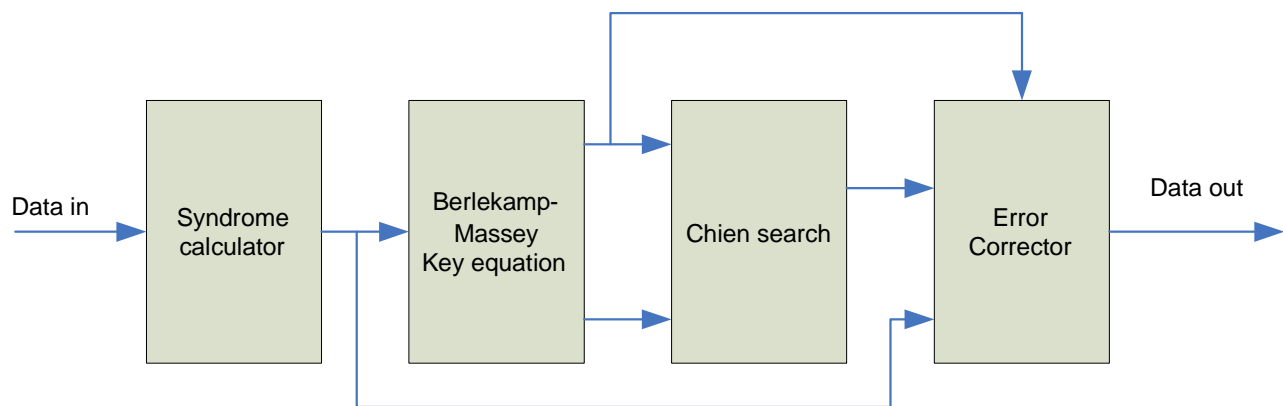 Data in
Syndrome
calculator
Berlekamp-
Massey
Key equation
Chien search
Error
Corrector
Data out